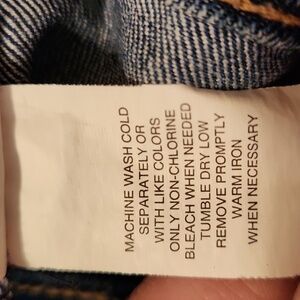 MACHINE WASH COLD
SEPARATELY OR
WITH LIKE COLORS
ONLY NON-CHLORINE
BLEACH WHEN NEEDED
TUMBLE DRY LOW
REMOVE PROMPTLY
WARM IRON
WHEN NECESSARY